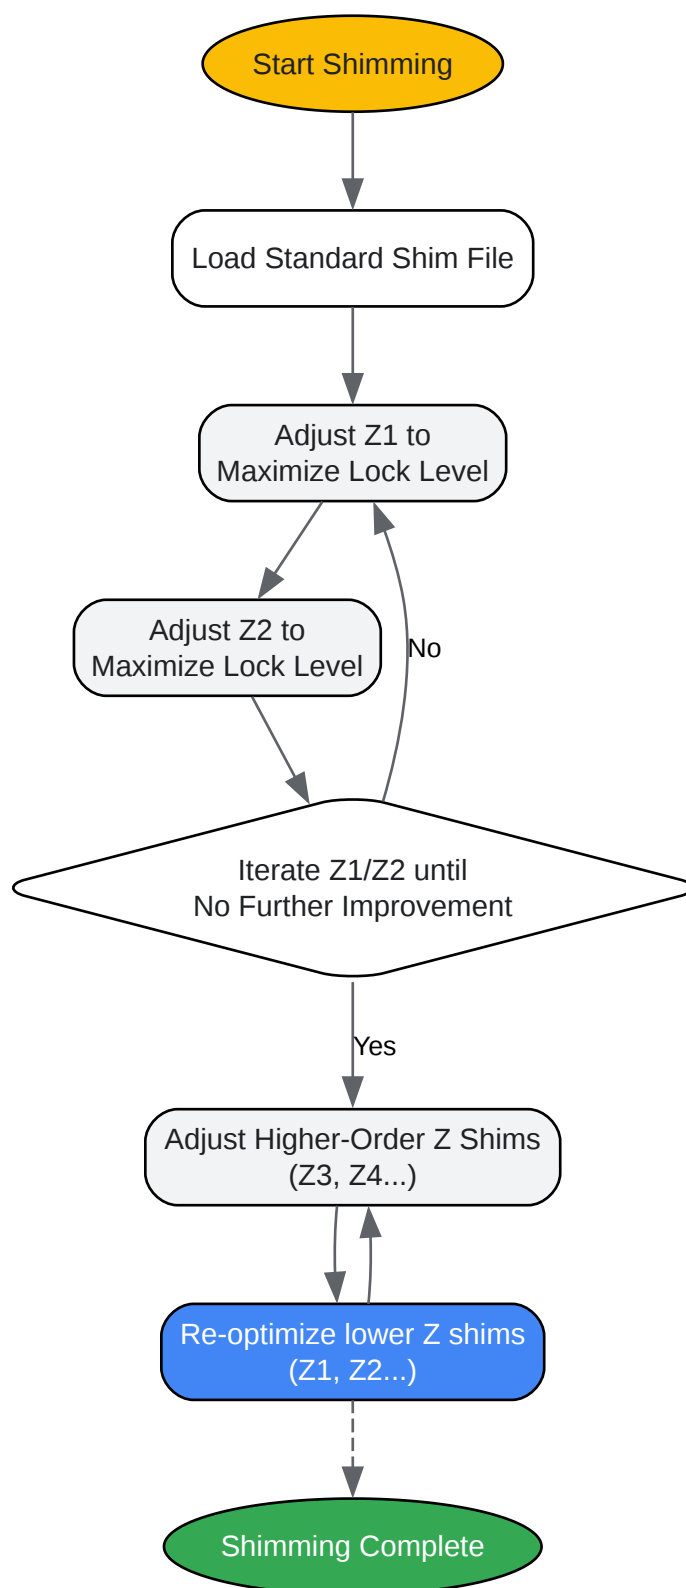 Start Shimming
Load Standard Shim File
Adjust Z1 to
Maximize Lock Level
Adjust Z2 to
Maximize Lock Level
No
Iterate Z1/Z2 until
No Further Improvement
Yes
Adjust Higher-Order Z Shims
(Z3, Z4...)
Re-optimize lower Z shims
(Z1, Z2...)
Shimming Complete